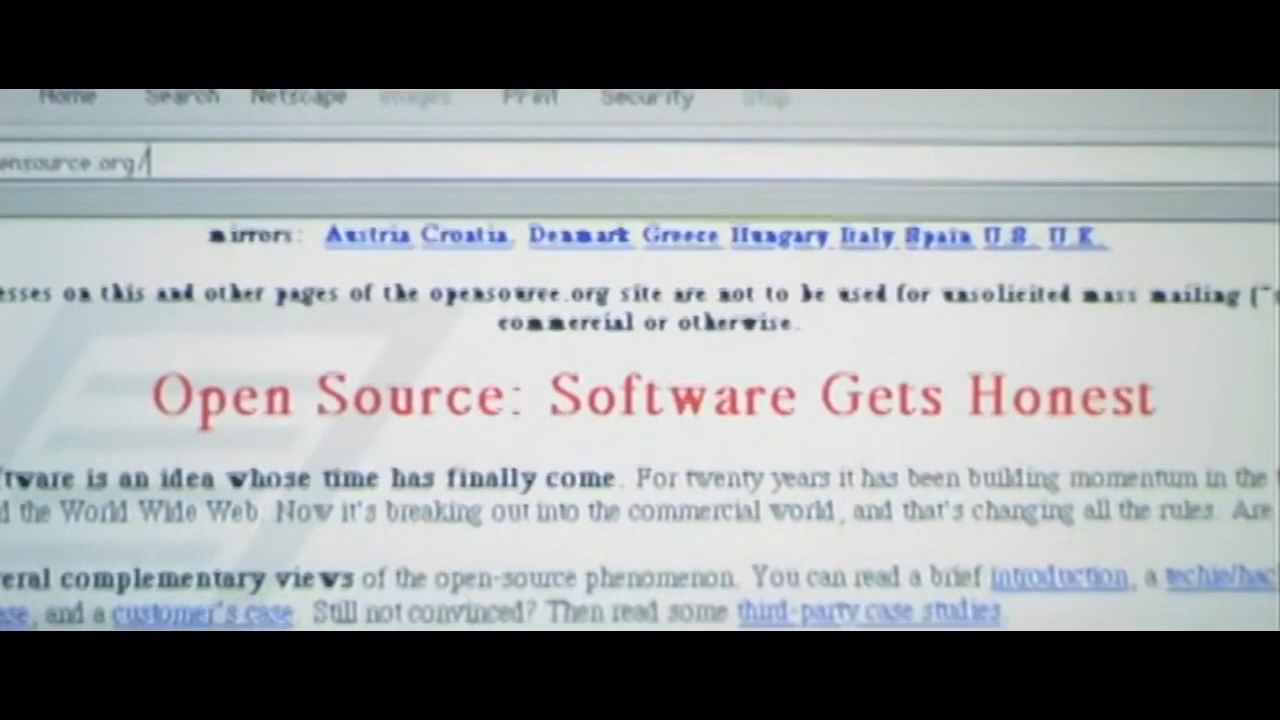 Home Search Netscape Images Print Security Stop
ensource.org/
mirrors: Austria Croatia Denmark Greece Hungary Italy Spain U.S. U.K.
esses on this and other pages of the opensource.org site are not to be used for unsolicited mass mailing
commercial or otherwise.
Open Source: Software Gets Honest
tware is an idea whose time has finally come. For twenty years it has been building momentum in the
d the World Wide Web. Now it's breaking out into the commercial world, and that's changing all the rules. Are
eral complementary views of the open-source phenomenon. You can read a brief introduction, a techie/hac
se, and a customer's case. Still not convinced? Then read some third-party case studies.